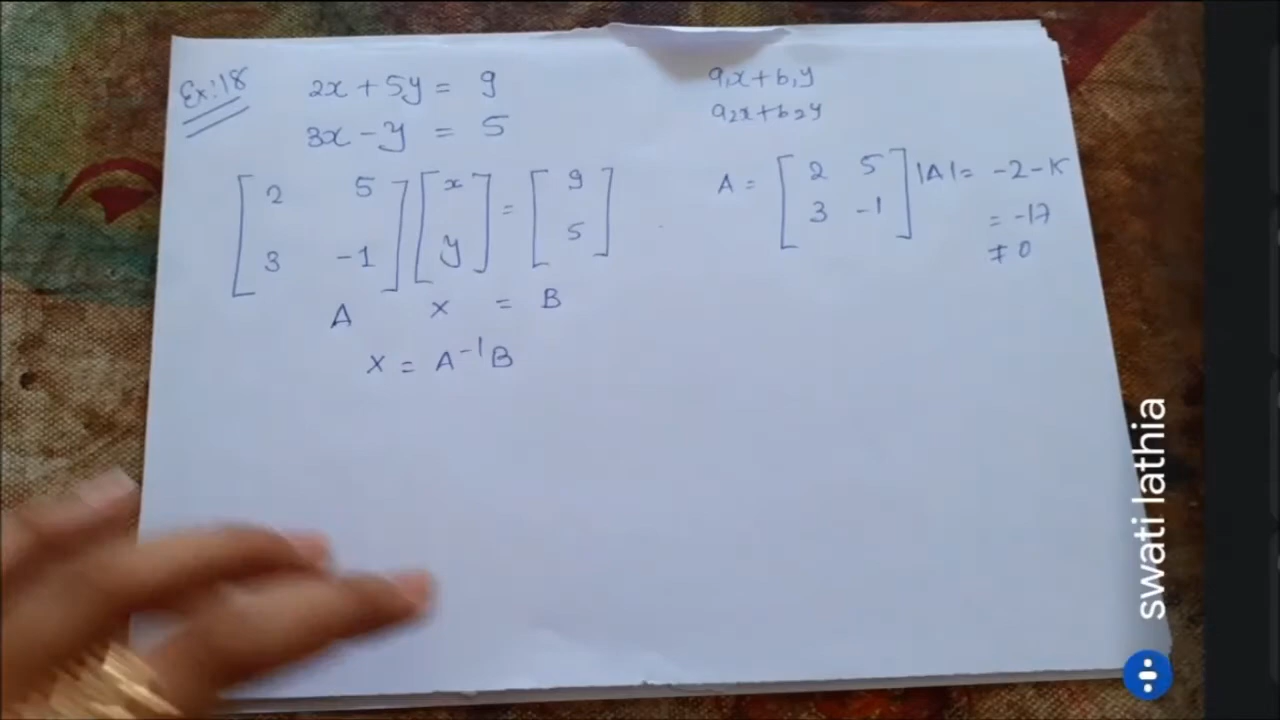 Ex:18
2x + 5y = 9
3x - y = 5
[ 2 5
3 -1 ] [ x
y ] = [ 9
5 ]
A x = B
x = A⁻¹B
a₁x + b₁y
a₂x + b₂y
A = [ 2 5
3 -1 ] |A| = -2 - 15
= -17
≠ 0
swati lathia